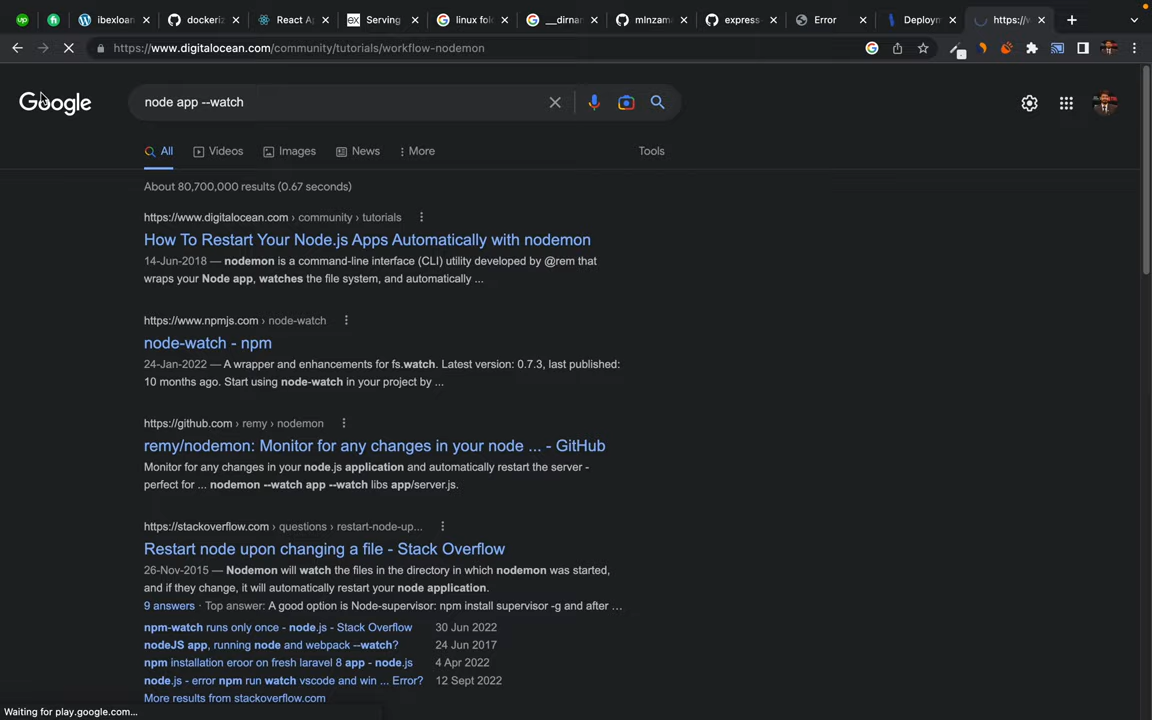 up
fi
ibexloan
dockeriz
React A
ex
Serving
linux fol
__dirna
mlnzam
express-
Error
Deploym
https://w
https://www.digitalocean.com/community/tutorials/workflow-nodemon
Google
node app --watch
All
Videos
Images
News
More
Tools
About 80,700,000 results (0.67 seconds)
https://www.digitalocean.com › community › tutorials
How To Restart Your Node.js Apps Automatically with nodemon
14-Jun-2018 — nodemon is a command-line interface (CLI) utility developed by @rem that
wraps your Node app, watches the file system, and automatically ...
https://www.npmjs.com › node-watch
node-watch - npm
24-Jan-2022 — A wrapper and enhancements for fs.watch. Latest version: 0.7.3, last published:
10 months ago. Start using node-watch in your project by ...
https://github.com › remy › nodemon
remy/nodemon: Monitor for any changes in your node ... - GitHub
Monitor for any changes in your node.js application and automatically restart the server -
perfect for ... nodemon --watch app --watch libs app/server.js.
https://stackoverflow.com › questions › restart-node-up...
Restart node upon changing a file - Stack Overflow
26-Nov-2015 — Nodemon will watch the files in the directory in which nodemon was started,
and if they change, it will automatically restart your node application.
9 answers · Top answer: A good option is Node-supervisor: npm install supervisor -g and after ...
npm-watch runs only once - node.js - Stack Overflow 30 Jun 2022
nodeJS app, running node and webpack --watch? 24 Jun 2017
npm installation eroor on fresh laravel 8 app - node.js 4 Apr 2022
node.js - error npm run watch vscode and win ... Error? 12 Sept 2022
More results from stackoverflow.com
Waiting for play.google.com...